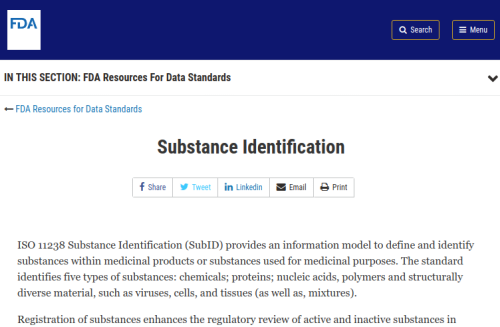 FDA
Search
Menu
IN THIS SECTION: FDA Resources For Data Standards
FDA Resources for Data Standards
Substance Identification
Share Tweet Linkedin Email Print
ISO 11238 Substance Identification (SubID) provides an information model to define and identify
substances within medicinal products or substances used for medicinal purposes. The standard
identifies five types of substances: chemicals; proteins; nucleic acids, polymers and structurally
diverse material, such as viruses, cells, and tissues (as well as, mixtures).
Registration of substances enhances the regulatory review of active and inactive substances in